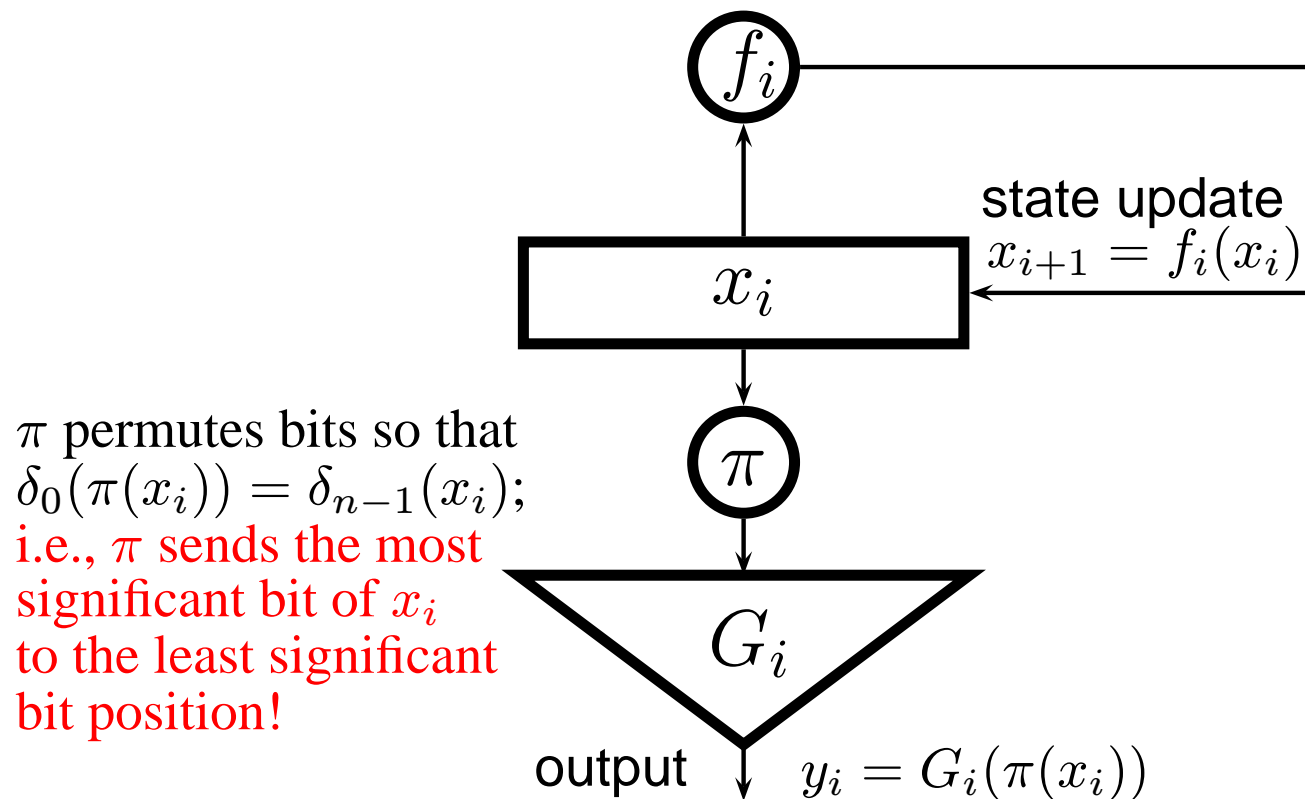 f_i
state update
x_{i+1} = f_i(x_i)
x_i
π permutes bits so that
δ_0(π(x_i)) = δ_{n−1}(x_i);
i.e., π sends the most
significant bit of x_i
to the least significant
bit position!
π
G_i
output y_i = G_i(π(x_i))